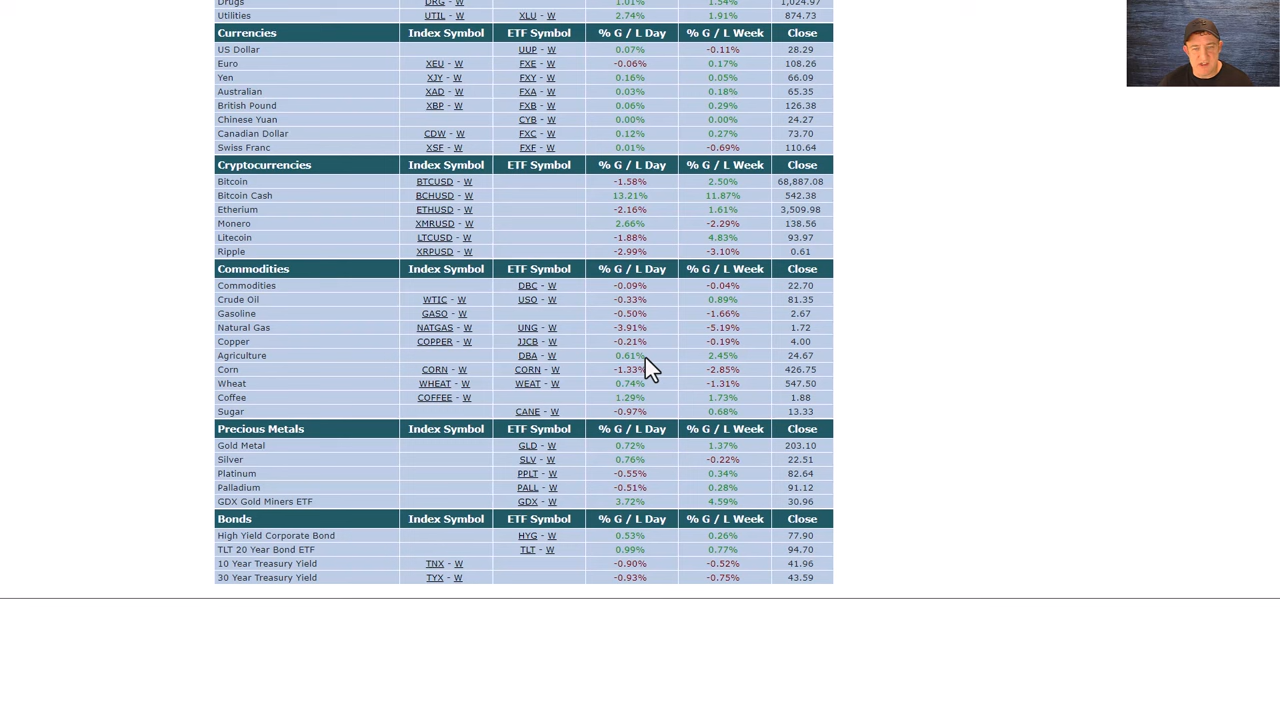 Drugs DRG - W 1.01% 1.54% 1,024.97
Utilities UTIL - W XLU - W 2.74% 1.91% 874.73
Currencies Index Symbol ETF Symbol % G / L Day % G / L Week Close
US Dollar UUP - W 0.07% -0.11% 28.29
Euro XEU - W FXE - W -0.06% 0.17% 108.26
Yen XJY - W FXY - W 0.16% 0.05% 66.09
Australian XAD - W FXA - W 0.03% 0.18% 65.35
British Pound XBP - W FXB - W 0.06% 0.29% 126.38
Chinese Yuan CYB - W 0.00% 0.00% 24.27
Canadian Dollar CDW - W FXC - W 0.12% 0.27% 73.70
Swiss Franc XSF - W FXF - W 0.01% -0.69% 110.64
Cryptocurrencies Index Symbol ETF Symbol % G / L Day % G / L Week Close
Bitcoin BTCUSD - W -1.58% 2.50% 68,887.08
Bitcoin Cash BCHUSD - W 13.21% 11.87% 542.38
Etherium ETHUSD - W -2.16% 1.61% 3,509.98
Monero XMRUSD - W 2.66% -2.29% 138.56
Litecoin LTCUSD - W -1.88% 4.83% 93.97
Ripple XRPUSD - W -2.99% -3.10% 0.61
Commodities Index Symbol ETF Symbol % G / L Day % G / L Week Close
Commodities DBC - W -0.09% -0.04% 22.70
Crude Oil WTIC - W USO - W -0.33% 0.89% 81.35
Gasoline GASO - W -0.50% -1.66% 2.67
Natural Gas NATGAS - W UNG - W -3.91% -5.19% 1.72
Copper COPPER - W JJCB - W -0.21% -0.19% 4.00
Agriculture DBA - W 0.61% 2.45% 24.67
Corn CORN - W CORN - W -1.33% -2.85% 426.75
Wheat WHEAT - W WEAT - W 0.74% -1.31% 547.50
Coffee COFFEE - W 1.29% 1.73% 1.88
Sugar CANE - W -0.97% 0.68% 13.33
Precious Metals Index Symbol ETF Symbol % G / L Day % G / L Week Close
Gold Metal GLD - W 0.72% 1.37% 203.10
Silver SLV - W 0.76% -0.22% 22.51
Platinum PPLT - W -0.55% 0.34% 82.64
Palladium PALL - W -0.51% 0.28% 91.12
GDX Gold Miners ETF GDX - W 3.72% 4.59% 30.96
Bonds Index Symbol ETF Symbol % G / L Day % G / L Week Close
High Yield Corporate Bond HYG - W 0.53% 0.26% 77.90
TLT 20 Year Bond ETF TLT - W 0.99% 0.77% 94.70
10 Year Treasury Yield TNX - W -0.90% -0.52% 41.96
30 Year Treasury Yield TYX - W -0.93% -0.75% 43.59